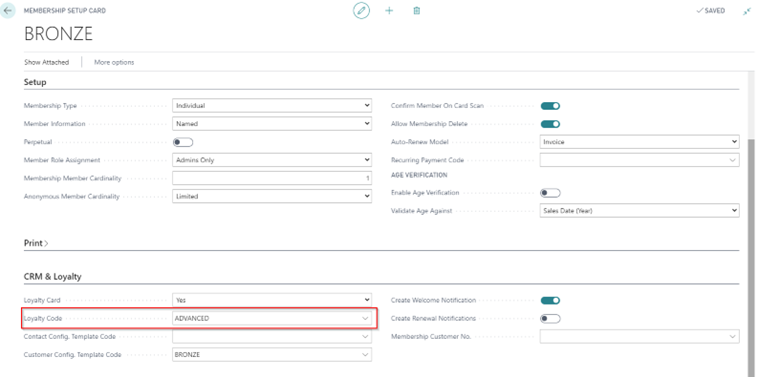 MEMBERSHIP SETUP CARD
SAVED
BRONZE
Show Attached More options
Setup
Membership Type Individual
Member Information Named
Perpetual
Member Role Assignment Admins Only
Membership Member Cardinality 1
Anonymous Member Cardinality Limited
Confirm Member On Card Scan
Allow Membership Delete
Auto-Renew Model Invoice
Recurring Payment Code
AGE VERIFICATION
Enable Age Verification
Validate Age Against Sales Date (Year)
Print
CRM & Loyalty
Loyalty Card Yes
Loyalty Code ADVANCED
Contact Config. Template Code
Customer Config. Template Code BRONZE
Create Welcome Notification
Create Renewal Notifications
Membership Customer No.